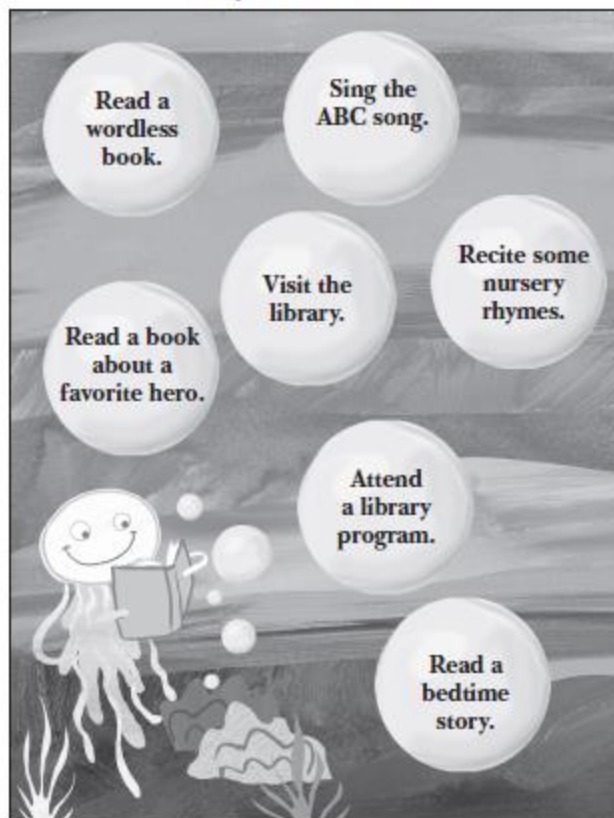 Read a
wordless
book.
Sing the
ABC song.
Recite some
nursery
rhymes.
Visit the
library.
Read a book
about a
favorite hero.
Attend
a library
program.
Read a
bedtime
story.